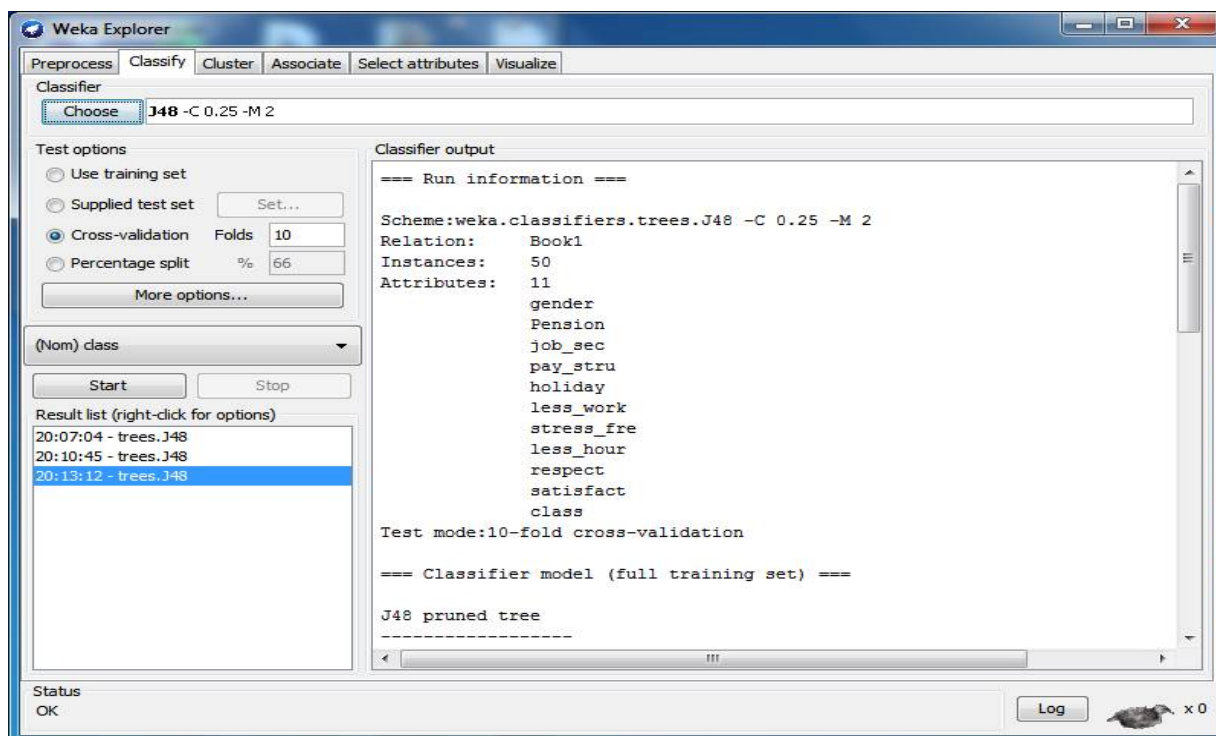 Weka Explorer
Preprocess Classify Cluster Associate Select attributes Visualize
Classifier
Choose J48 -C 0.25 -M 2
Test options
Use training set
Supplied test set Set...
Cross-validation Folds 10
Percentage split % 66
More options...
(Nom) class
Start Stop
Result list (right-click for options)
20:07:04 - trees.J48
20:10:45 - trees.J48
20:13:12 - trees.J48
Classifier output
=== Run information ===
Scheme:weka.classifiers.trees.J48 -C 0.25 -M 2
Relation: Book1
Instances: 50
Attributes: 11
gender
Pension
job_sec
pay_stru
holiday
less_work
stress_fre
less_hour
respect
satisfact
class
Test mode:10-fold cross-validation
=== Classifier model (full training set) ===
J48 pruned tree
------------------
Status
OK
Log x 0